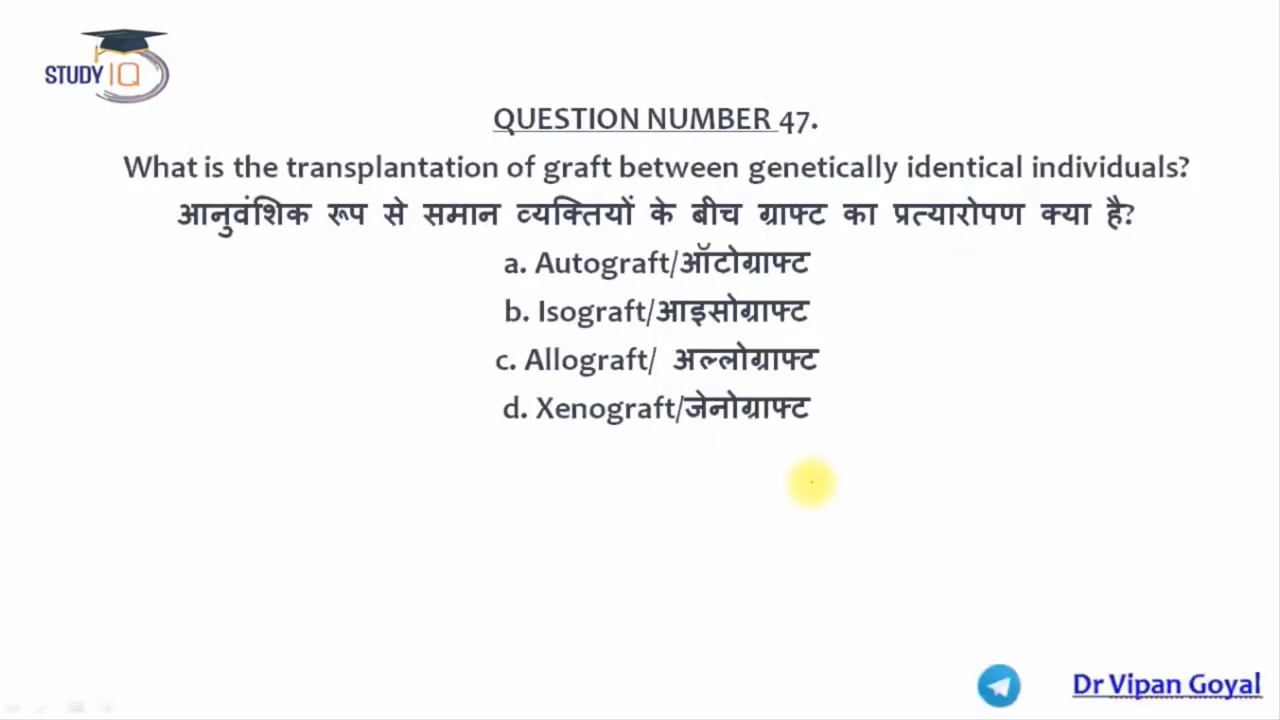 STUDY IQ
QUESTION NUMBER 47.
What is the transplantation of graft between genetically identical individuals?
आनुवंशिक रूप से समान व्यक्तियों के बीच ग्राफ्ट का प्रत्यारोपण क्या है?
a. Autograft/ऑटोग्राफ्ट
b. Isograft/आइसोग्राफ्ट
c. Allograft/ अल्लोग्राफ्ट
d. Xenograft/जेनोग्राफ्ट
Dr Vipan Goyal